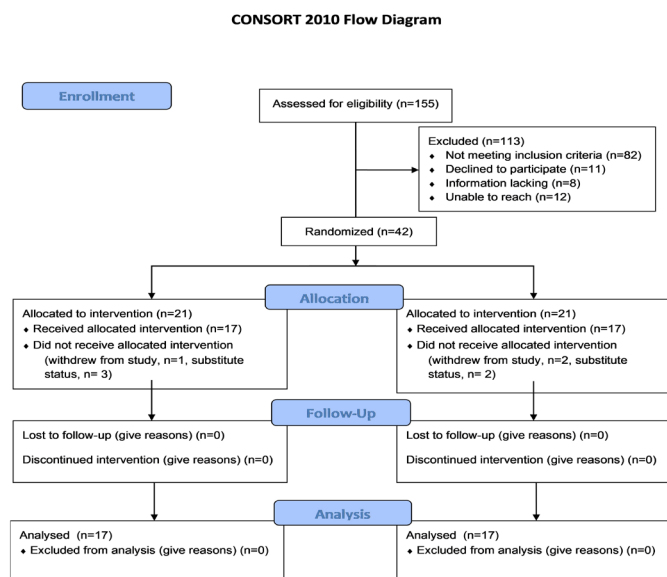 CONSORT 2010 Flow Diagram
Enrollment
Assessed for eligibility (n=155)
Excluded (n=113)
♦ Not meeting inclusion criteria (n=82)
♦ Declined to participate (n=11)
♦ Information lacking (n=8)
♦ Unable to reach (n=12)
Randomized (n=42)
Allocation
Allocated to intervention (n=21)
♦ Received allocated intervention (n=17)
♦ Did not receive allocated intervention
(withdrew from study, n=1, substitute
status, n= 3)
Allocated to intervention (n=21)
♦ Received allocated intervention (n=17)
♦ Did not receive allocated intervention
(withdrew from study, n=2, substitute
status, n= 2)
Follow-Up
Lost to follow-up (give reasons) (n=0)
Discontinued intervention (give reasons) (n=0)
Lost to follow-up (give reasons) (n=0)
Discontinued intervention (give reasons) (n=0)
Analysis
Analysed (n=17)
♦ Excluded from analysis (give reasons) (n=0)
Analysed (n=17)
♦ Excluded from analysis (give reasons) (n=0)